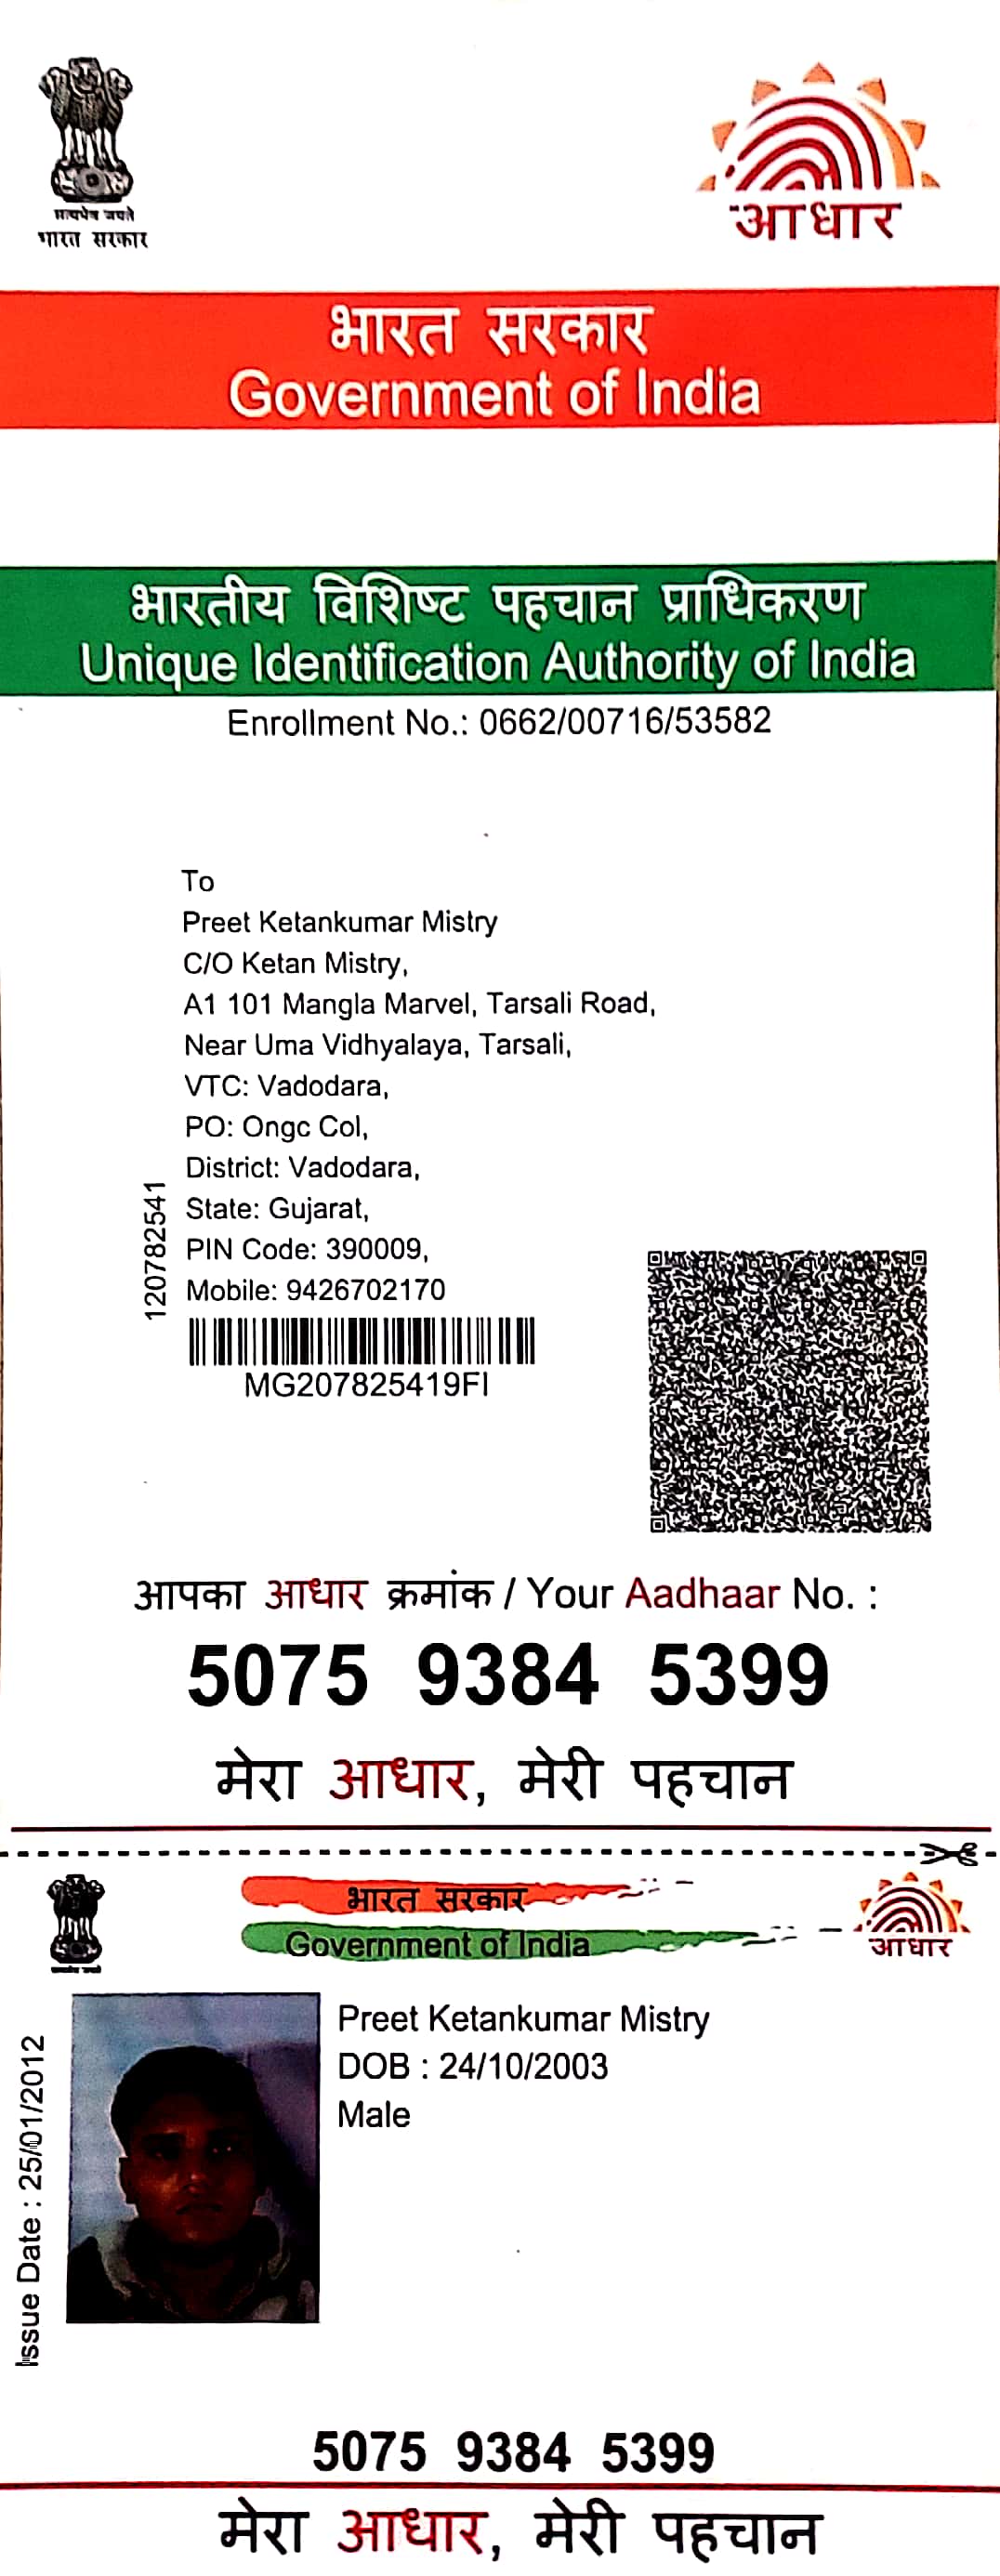 सत्यमेव जयते
भारत सरकार
आधार
भारत सरकार
Government of India
भारतीय विशिष्ट पहचान प्राधिकरण
Unique Identification Authority of India
Enrollment No.: 0662/00716/53582
To
Preet Ketankumar Mistry
C/O Ketan Mistry,
A1 101 Mangla Marvel, Tarsali Road,
Near Uma Vidhyalaya, Tarsali,
VTC: Vadodara,
PO: Ongc Col,
District: Vadodara,
State: Gujarat,
PIN Code: 390009,
Mobile: 9426702170
120782541
MG207825419FI
आपका आधार क्रमांक / Your Aadhaar No. :
5075 9384 5399
मेरा आधार, मेरी पहचान
भारत सरकार
Government of India
आधार
Issue Date : 25/01/2012
Preet Ketankumar Mistry
DOB : 24/10/2003
Male
5075 9384 5399
मेरा आधार, मेरी पहचान